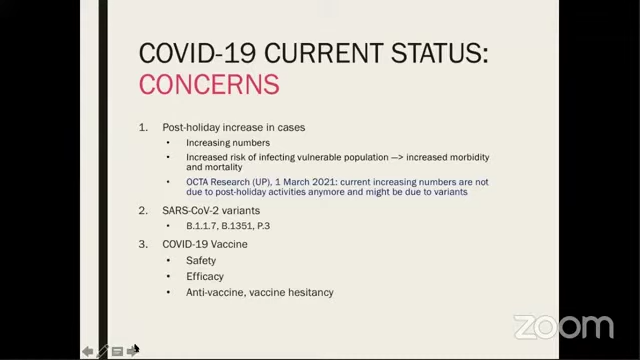 COVID-19 CURRENT STATUS:
CONCERNS
1. Post-holiday increase in cases
• Increasing numbers
• Increased risk of infecting vulnerable population —> increased morbidity
and mortality
• OCTA Research (UP), 1 March 2021: current increasing numbers are not
due to post-holiday activities anymore and might be due to variants
2. SARS-CoV-2 variants
• B.1.1.7, B.1351, P.3
3. COVID-19 Vaccine
• Safety
• Efficacy
• Anti-vaccine, vaccine hesitancy
zoom